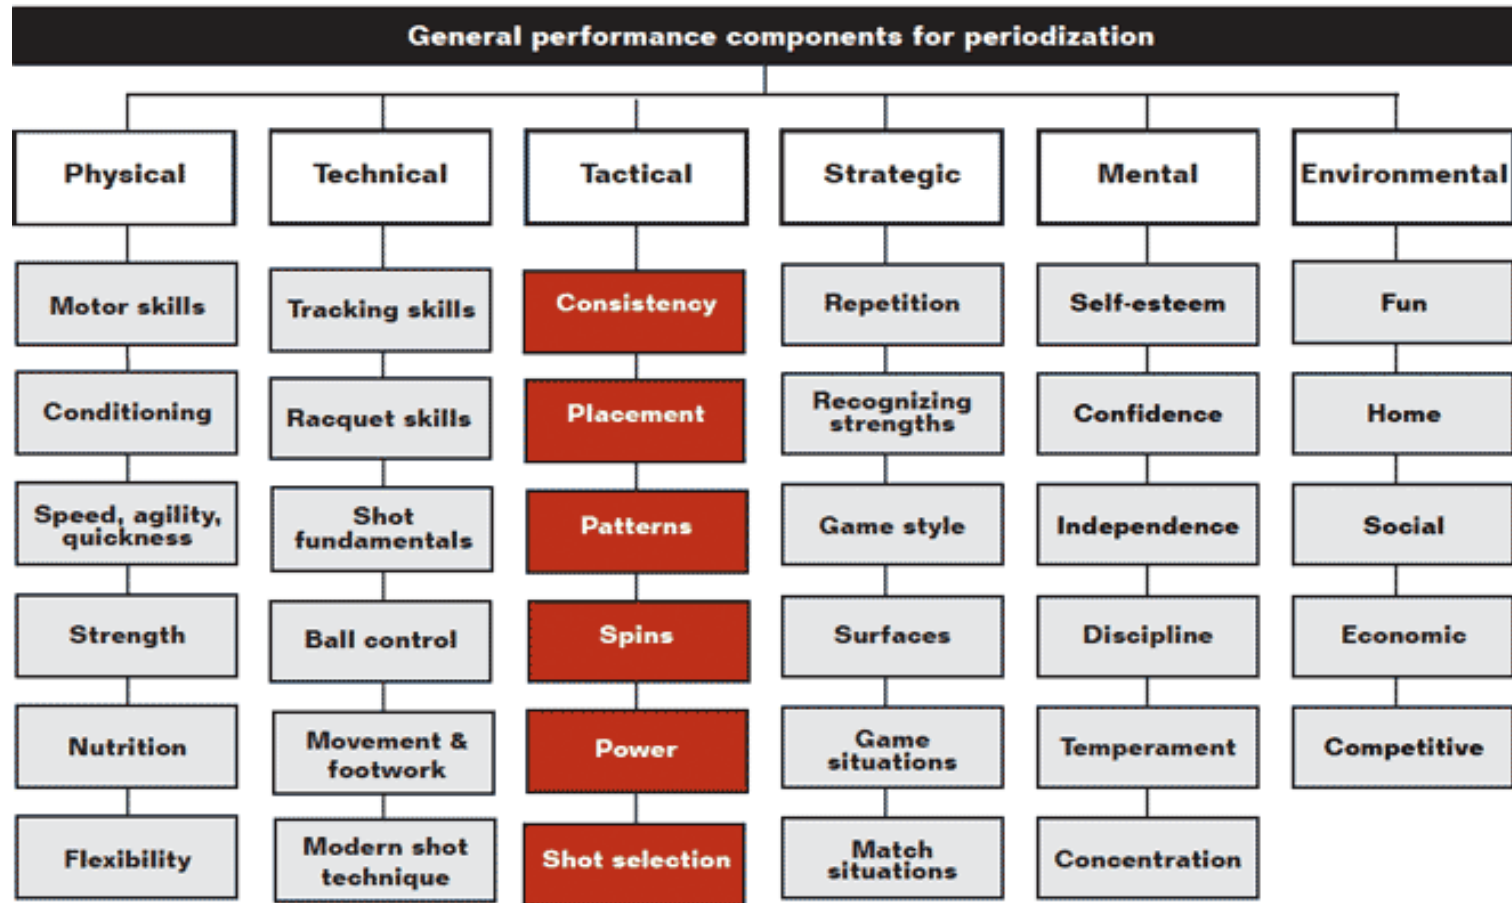 General performance components for periodization
Physical
Technical
Tactical
Strategic
Mental
Environmental
Motor skills
Tracking skills
Consistency
Repetition
Self-esteem
Fun
Conditioning
Racquet skills
Placement
Recognizing
strengths
Confidence
Home
Speed, agility,
quickness
Shot
fundamentals
Patterns
Game style
Independence
Social
Strength
Ball control
Spins
Surfaces
Discipline
Economic
Nutrition
Movement &
footwork
Power
Game
situations
Temperament
Competitive
Flexibility
Modern shot
technique
Shot selection
Match
situations
Concentration